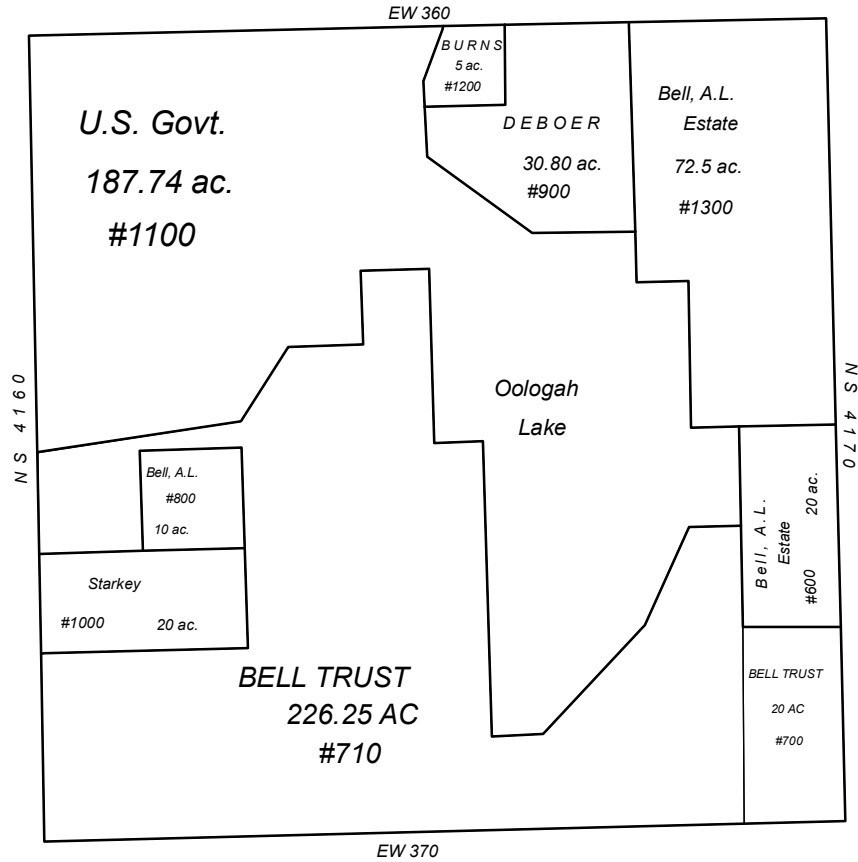 EW 360
BURNS
5 ac.
#1200
U.S. Govt.
187.74 ac.
#1100
DEBOER
30.80 ac.
#900
Bell, A.L.
Estate
72.5 ac.
#1300
NS 4160
Oologah
Lake
NS 4170
Bell, A.L.
#800
10 ac.
Bell, A.L.
Estate
#600 20 ac.
Starkey
#1000 20 ac.
BELL TRUST
226.25 AC
#710
BELL TRUST
20 AC
#700
EW 370